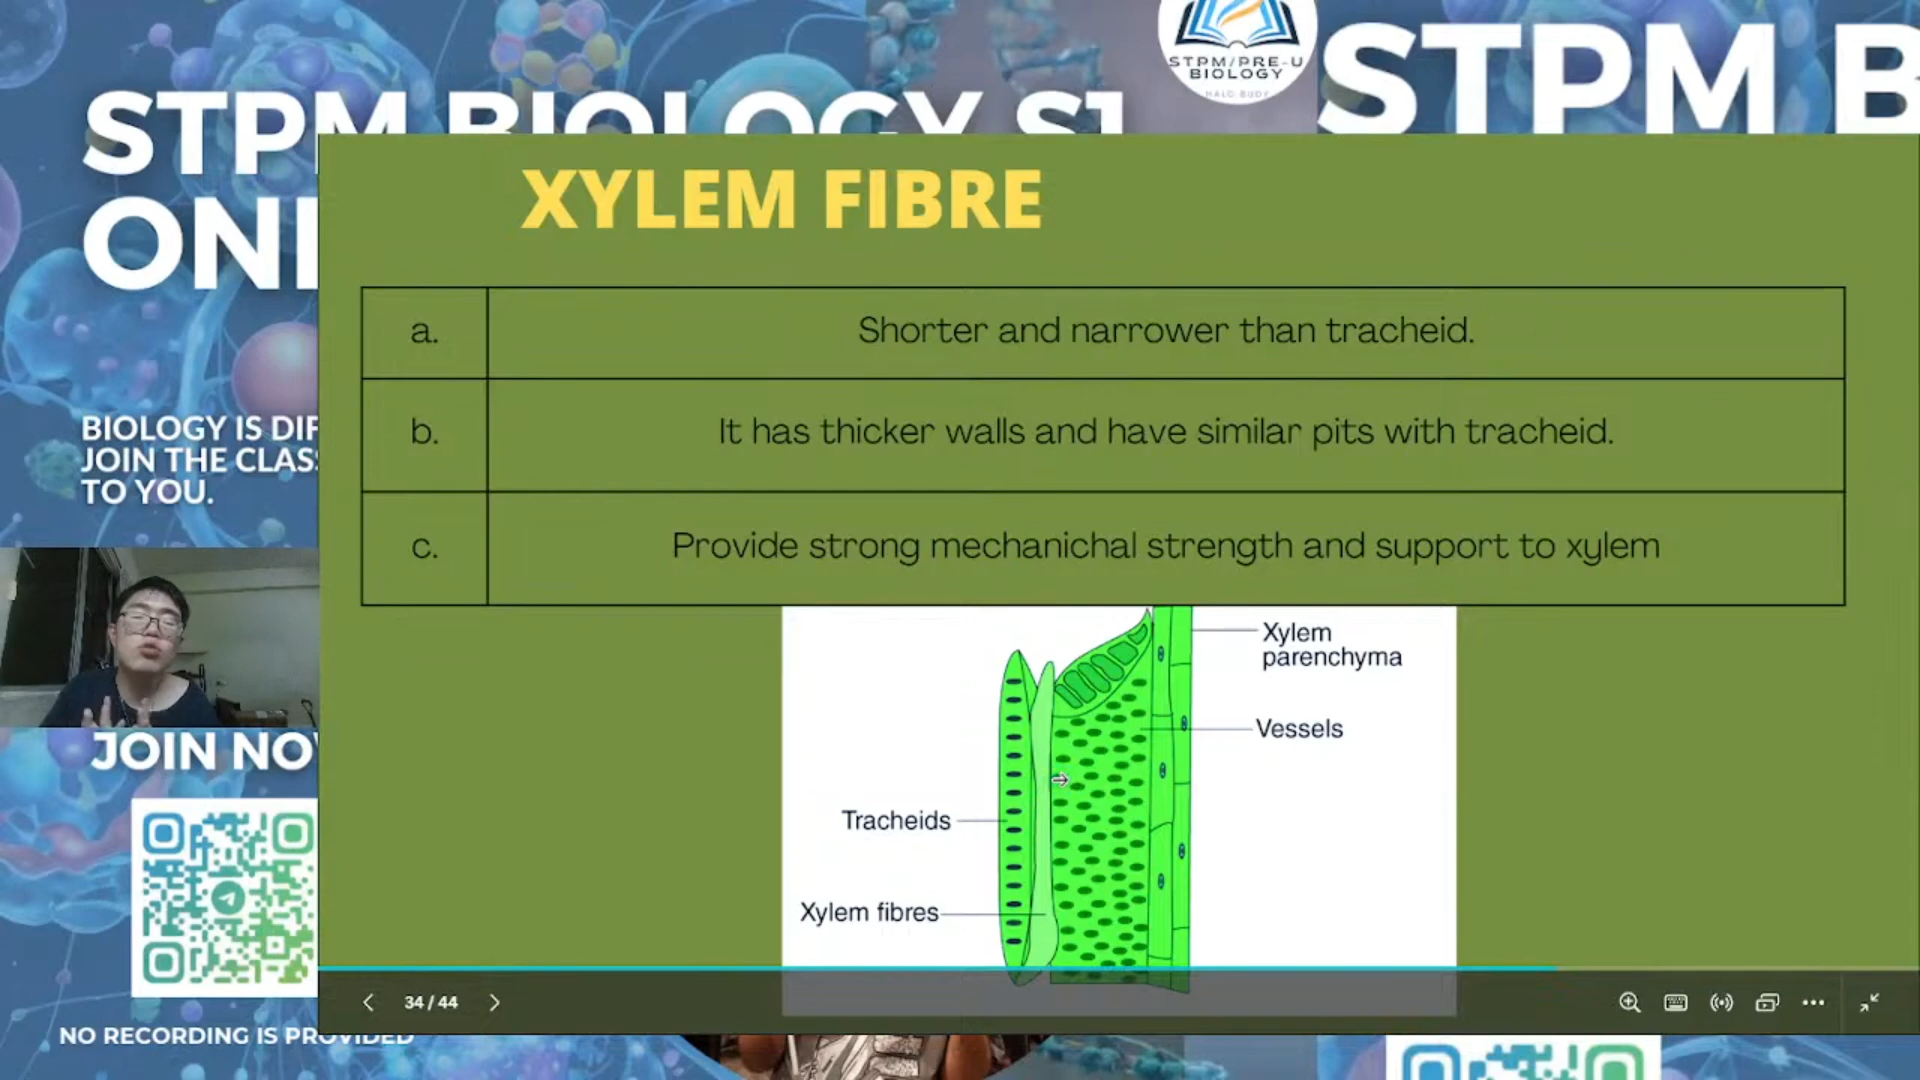 STPM/PRE-U
BIOLOGY
HALO BUDY
STPM BIOLOGY S1
STPM B
ONL
XYLEM FIBRE
a.
Shorter and narrower than tracheid.
b.
It has thicker walls and have similar pits with tracheid.
c.
Provide strong mechanichal strength and support to xylem
BIOLOGY IS DIF
JOIN THE CLAS
TO YOU.
Xylem
parenchyma
Vessels
Tracheids
Xylem fibres
JOIN NO
34 / 44
NO RECORDING IS PROVIDED